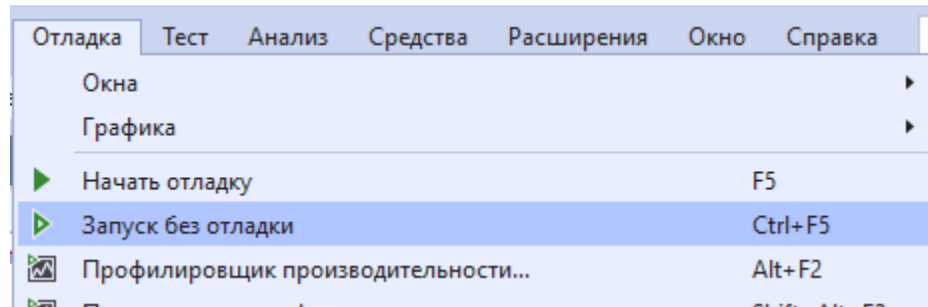 Отладка Тест Анализ Средства Расширения Окно Справка
Окна
Графика
Начать отладку F5
Запуск без отладки Ctrl+F5
Профилировщик производительности... Alt+F2